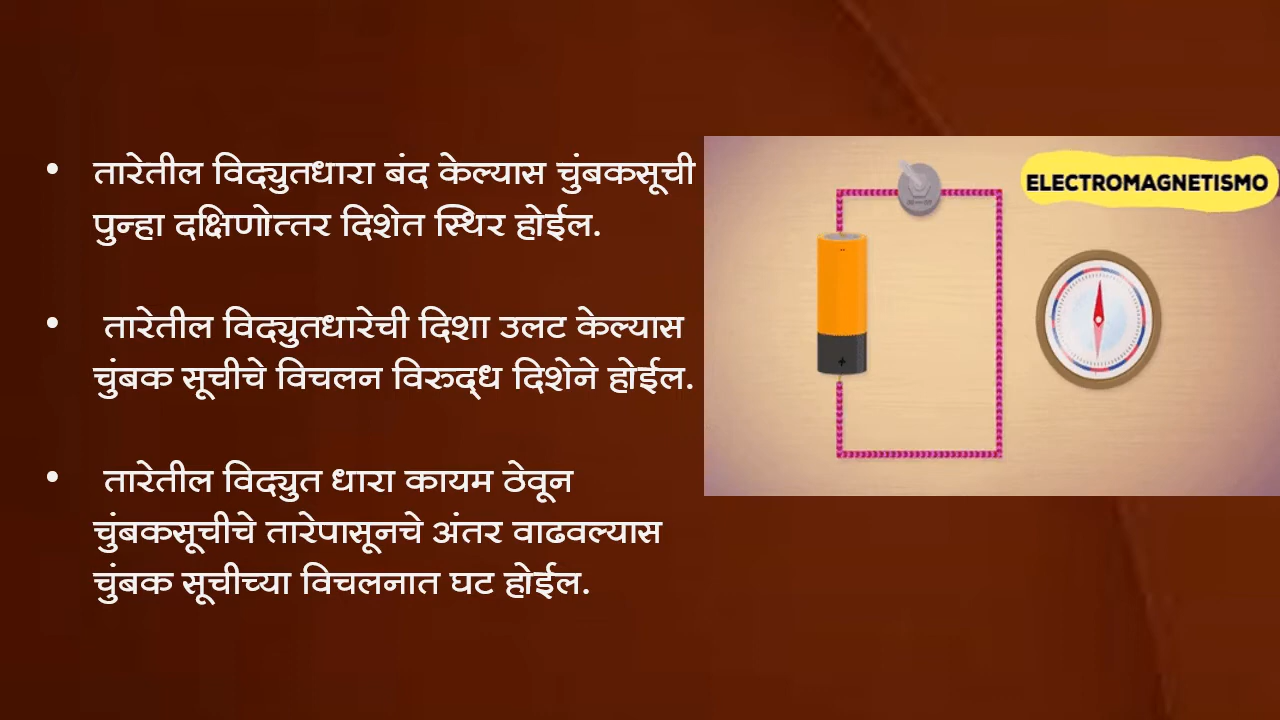 • तारेतील विद्युतधारा बंद केल्यास चुंबकसूची
पुन्हा दक्षिणोत्तर दिशेत स्थिर होईल.
• तारेतील विद्युतधारेची दिशा उलट केल्यास
चुंबक सूचीचे विचलन विरुद्ध दिशेने होईल.
• तारेतील विद्युत धारा कायम ठेवून
चुंबकसूचीचे तारेपासूनचे अंतर वाढवल्यास
चुंबक सूचीच्या विचलनात घट होईल.
ELECTROMAGNETISMO
+